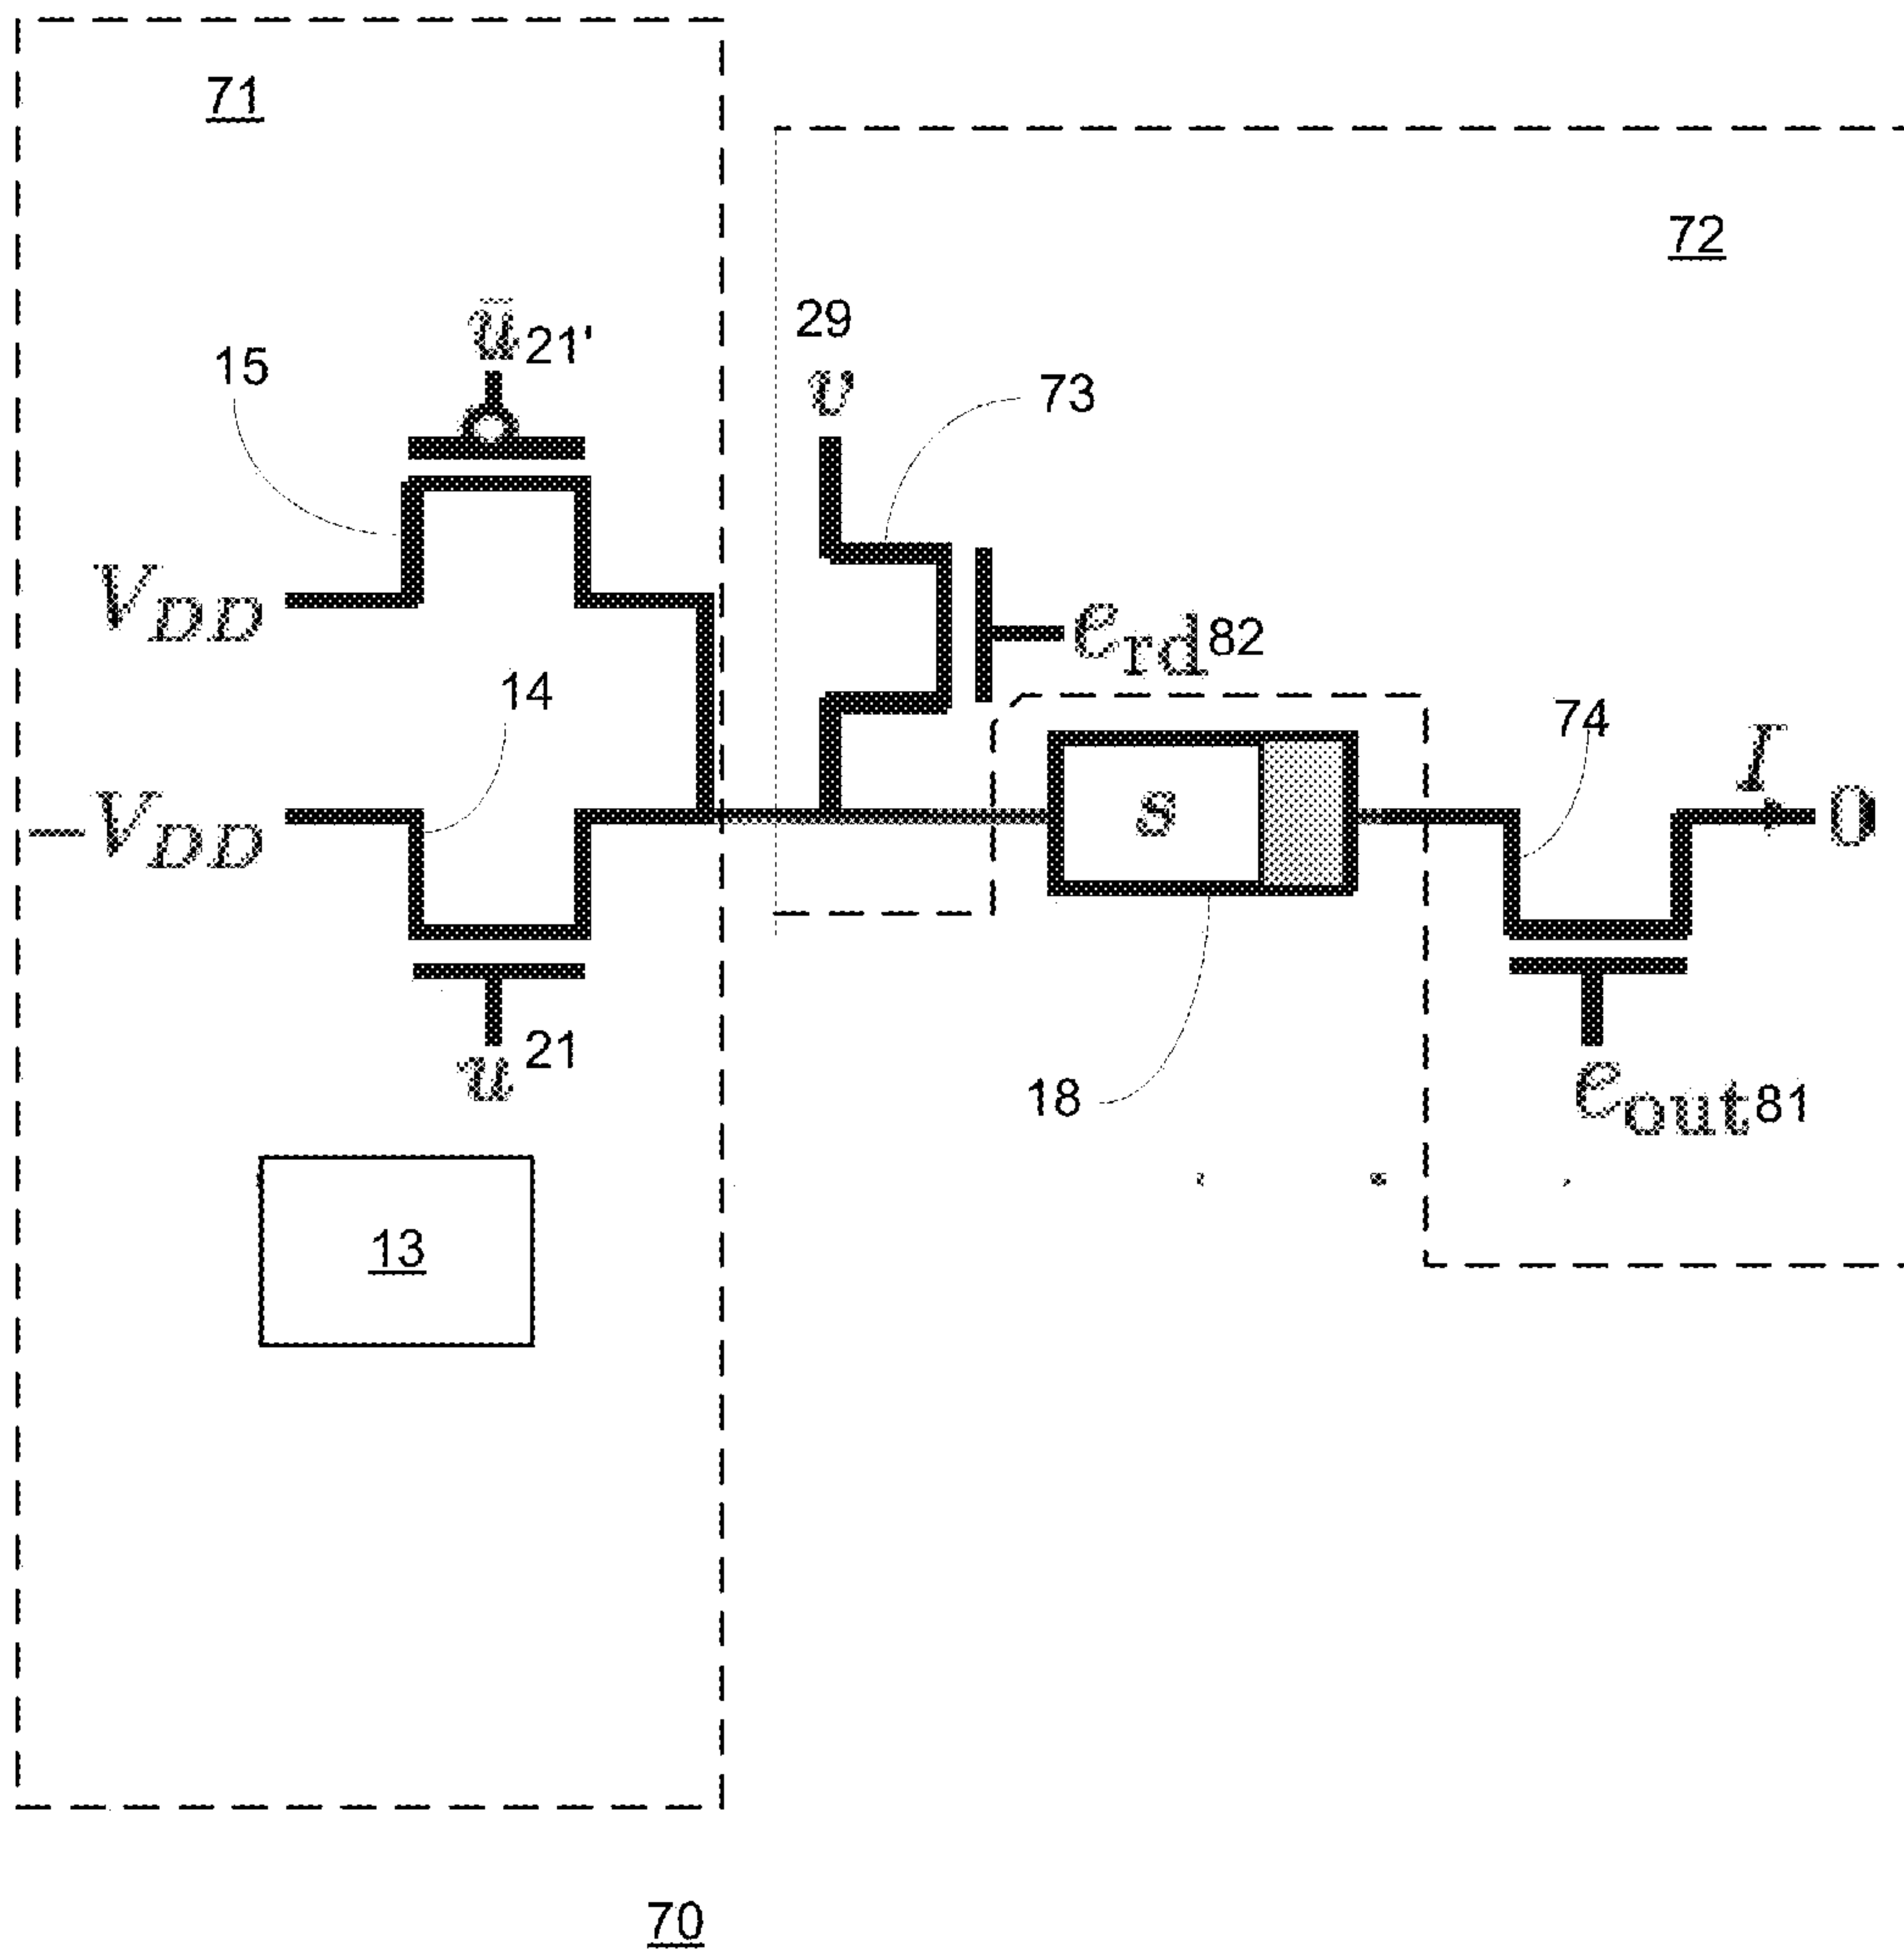 71
72
29
ū 21'
15
v
73
V_DD
e_rd 82
14
74
I
s
−V_DD
0
21
u
18
e_out 81
13
70